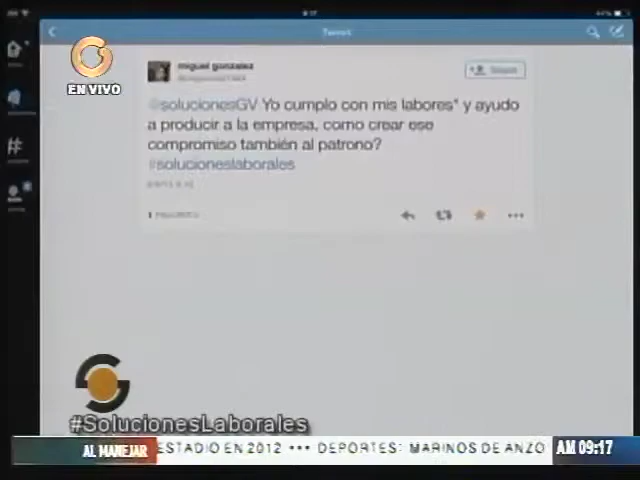 Tweet
EN VIVO
miguel gonzalez
@solucionesGV Yo cumplo con mis labores" y ayudo
a producir a la empresa, como crear ese
compromiso también al patrono?
#solucioneslaborales
#SolucionesLaborales
AL MANEJAR
ESTADIO EN 2012 ••• DEPORTES: MARINOS DE ANZO
AM 09:17